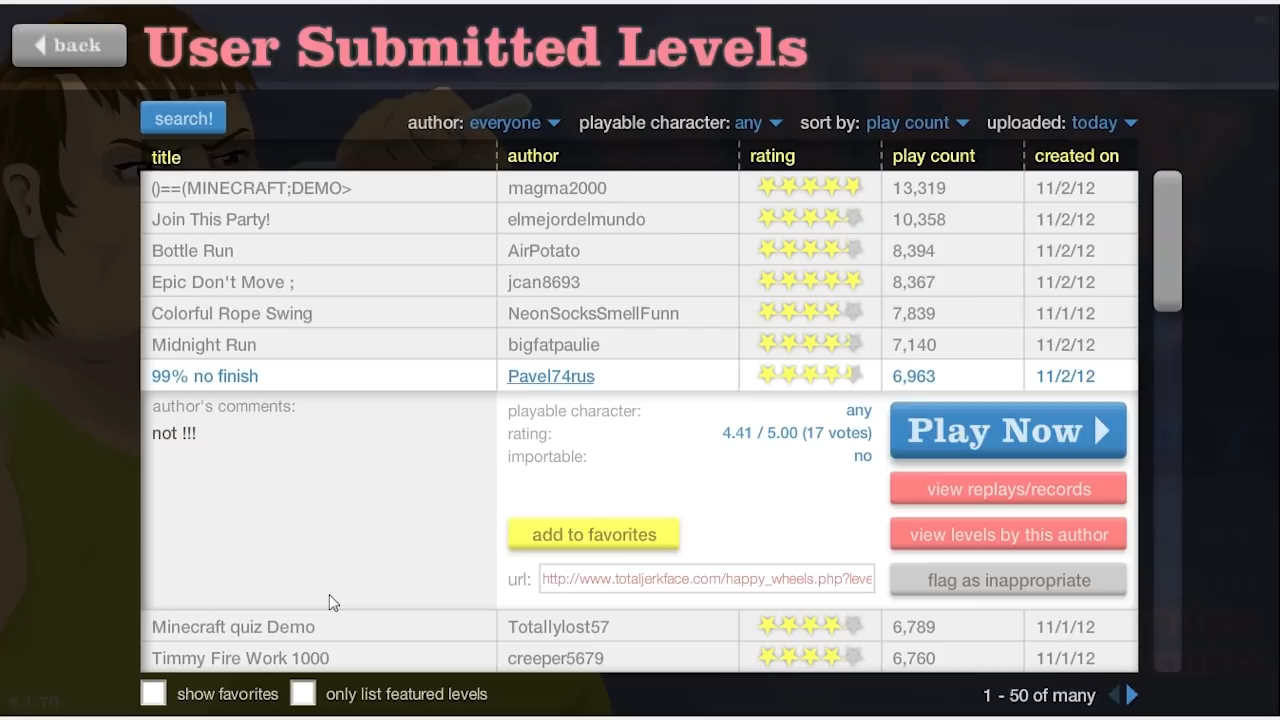 back
User Submitted Levels
search!
author: everyone playable character: any sort by: play count uploaded: today
title author rating play count created on
()==(MINECRAFT;DEMO> magma2000 13,319 11/2/12
Join This Party! elmejordelmundo 10,358 11/2/12
Bottle Run AirPotato 8,394 11/2/12
Epic Don't Move ; jcan8693 8,367 11/2/12
Colorful Rope Swing NeonSocksSmellFunn 7,839 11/1/12
Midnight Run bigfatpaulie 7,140 11/2/12
99% no finish Pavel74rus 6,963 11/2/12
author's comments:
not !!!
playable character: any
rating: 4.41 / 5.00 (17 votes)
importable: no
add to favorites
url: http://www.totaljerkface.com/happy_wheels.php?leve
Play Now
view replays/records
view levels by this author
flag as inappropriate
Minecraft quiz Demo Totallylost57 6,789 11/1/12
Timmy Fire Work 1000 creeper5679 6,760 11/1/12
show favorites only list featured levels 1 - 50 of many